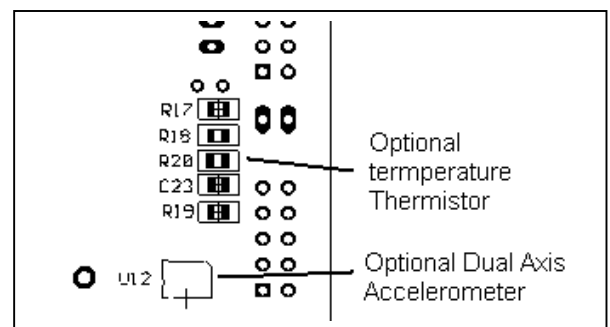 R17
R18
R20
C23
R19
Optional
termperature
Thermistor
U12
Optional Dual Axis
Accelerometer